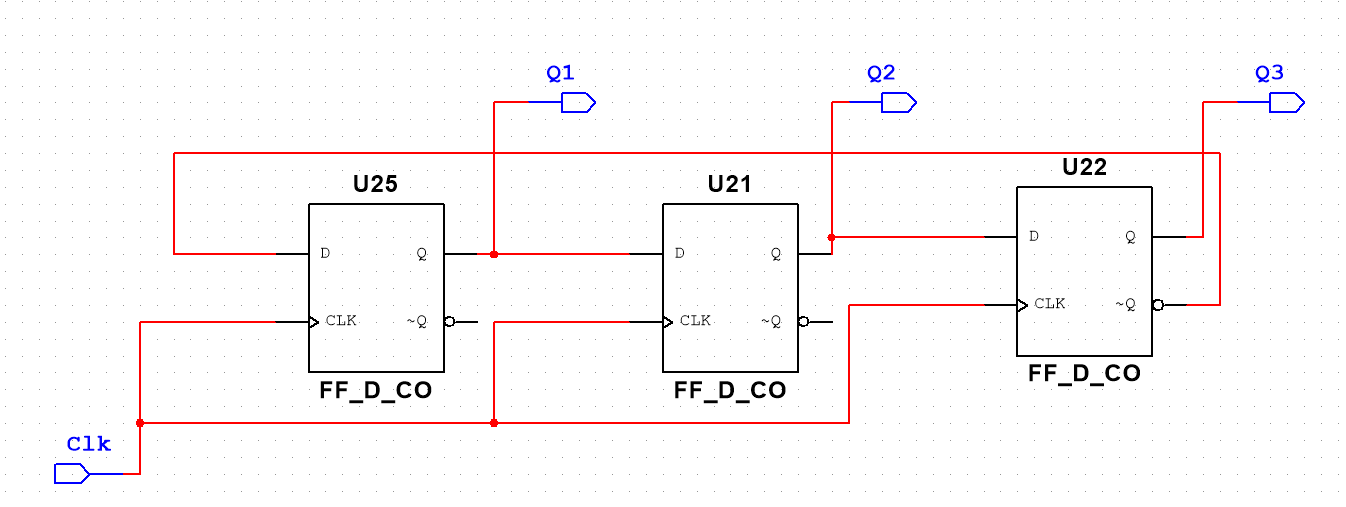 Q1 Q2 Q3
U25 U21 U22
D Q D Q D Q
CLK ~Q CLK ~Q CLK ~Q
FF_D_CO FF_D_CO FF_D_CO
Clk